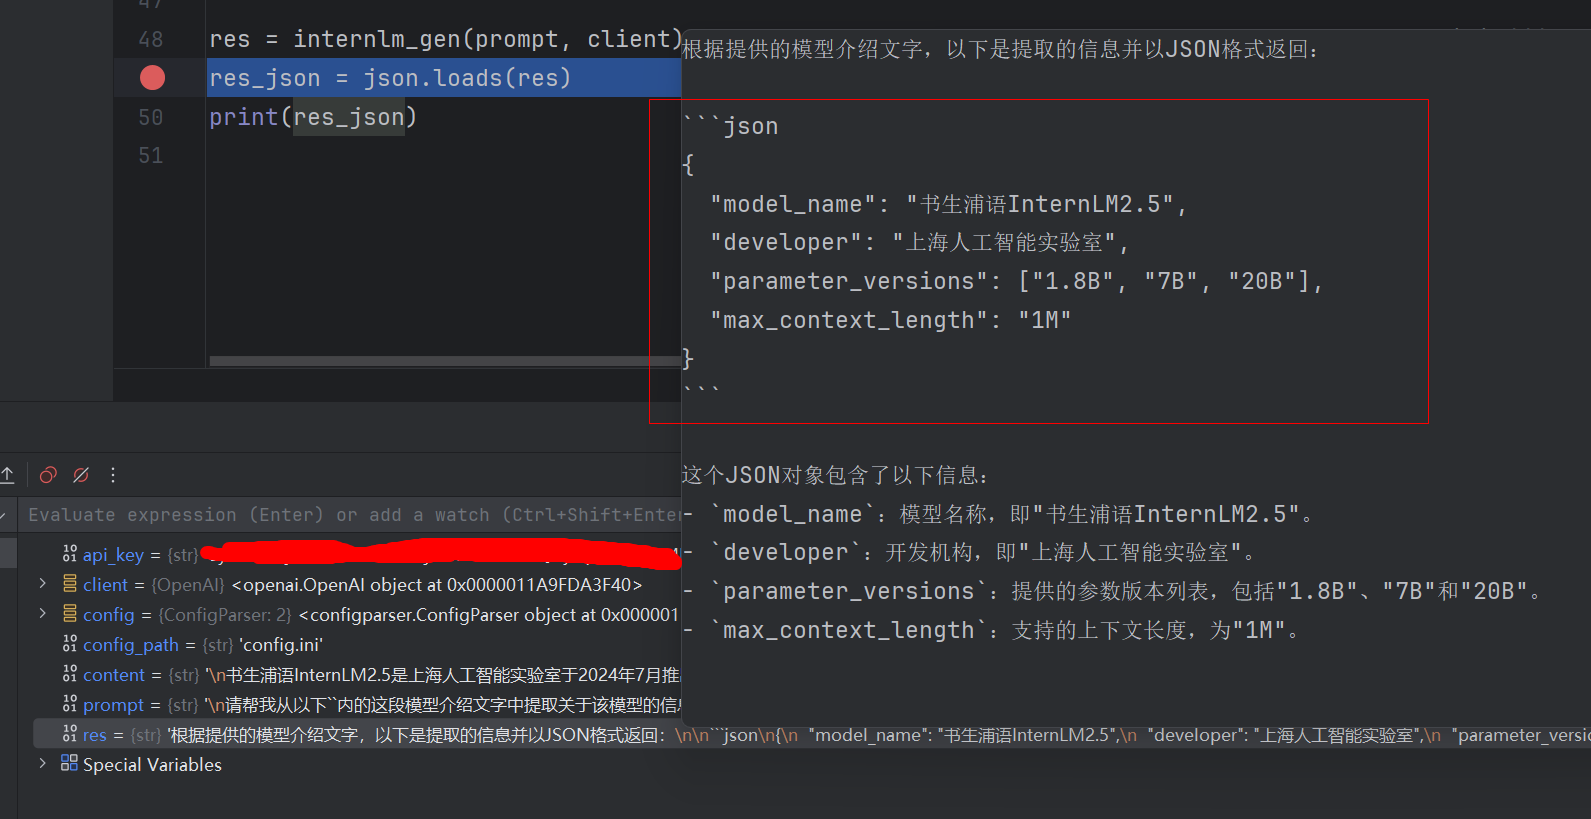 47
48 res = internlm_gen(prompt, client)
res_json = json.loads(res)
50 print(res_json)
51
根据提供的模型介绍文字，以下是提取的信息并以JSON格式返回：
```json
{
"model_name": "书生浦语InternLM2.5",
"developer": "上海人工智能实验室",
"parameter_versions": ["1.8B", "7B", "20B"],
"max_context_length": "1M"
}
```
这个JSON对象包含了以下信息：
- `model_name`：模型名称，即"书生浦语InternLM2.5"。
- `developer`：开发机构，即"上海人工智能实验室"。
- `parameter_versions`：提供的参数版本列表，包括"1.8B"、"7B"和"20B"。
- `max_context_length`：支持的上下文长度，为"1M"。
Evaluate expression (Enter) or add a watch (Ctrl+Shift+Enter
api_key = {str}
client = {OpenAI} <openai.OpenAI object at 0x0000011A9FDA3F40>
config = {ConfigParser: 2} <configparser.ConfigParser object at 0x000001
config_path = {str} 'config.ini'
content = {str} '\n书生浦语InternLM2.5是上海人工智能实验室于2024年7月推
prompt = {str} '\n请帮我从以下``内的这段模型介绍文字中提取关于该模型的信
res = {str} '根据提供的模型介绍文字，以下是提取的信息并以JSON格式返回：\n\n```json\n{\n "model_name": "书生浦语InternLM2.5",\n "developer": "上海人工智能实验室",\n "parameter_versi
Special Variables